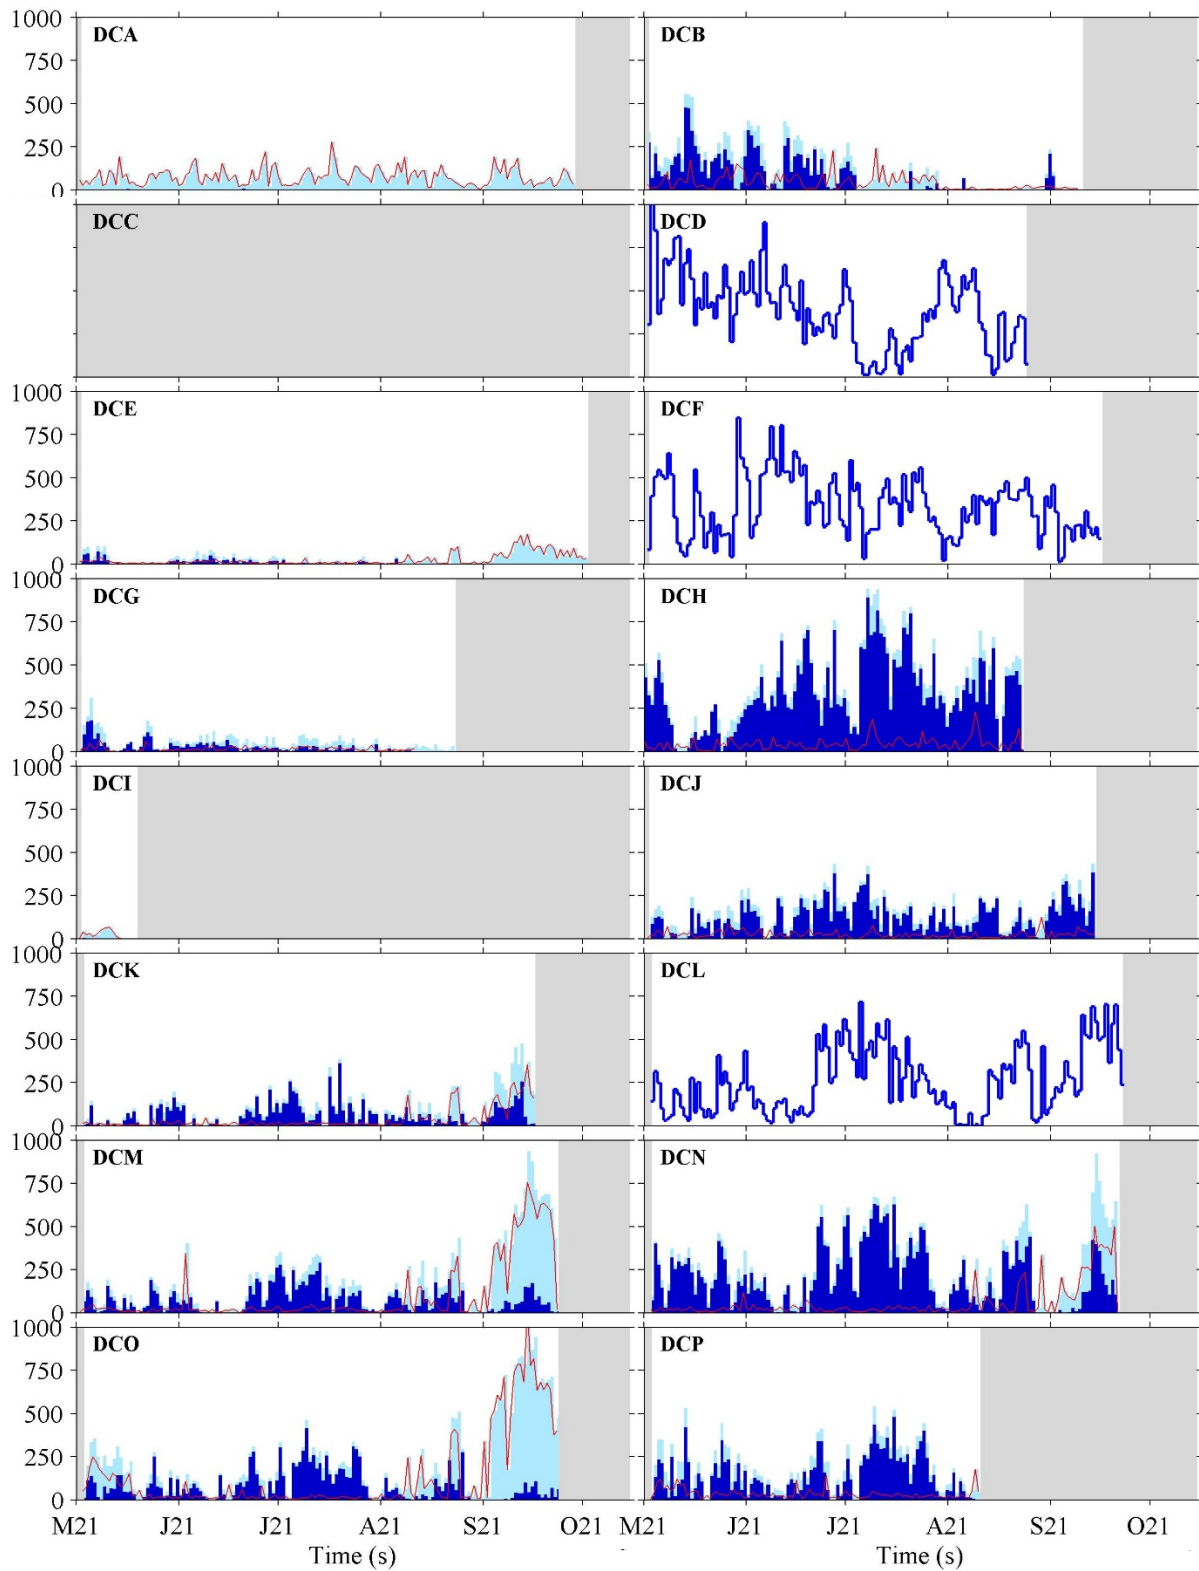 1000 DCA DCB
750
500
250
0
DCC DCD
1000 DCE DCF
750
500
250
0
1000 DCG DCH
750
500
250
0
1000 DCI DCJ
750
500
250
0
1000 DCK DCL
750
500
250
0
1000 DCM DCN
750
500
250
0
1000 DCO DCP
750
500
250
0
M21 J21 J21 A21 S21 O21 M21 J21 J21 A21 S21 O21
Time (s) Time (s)